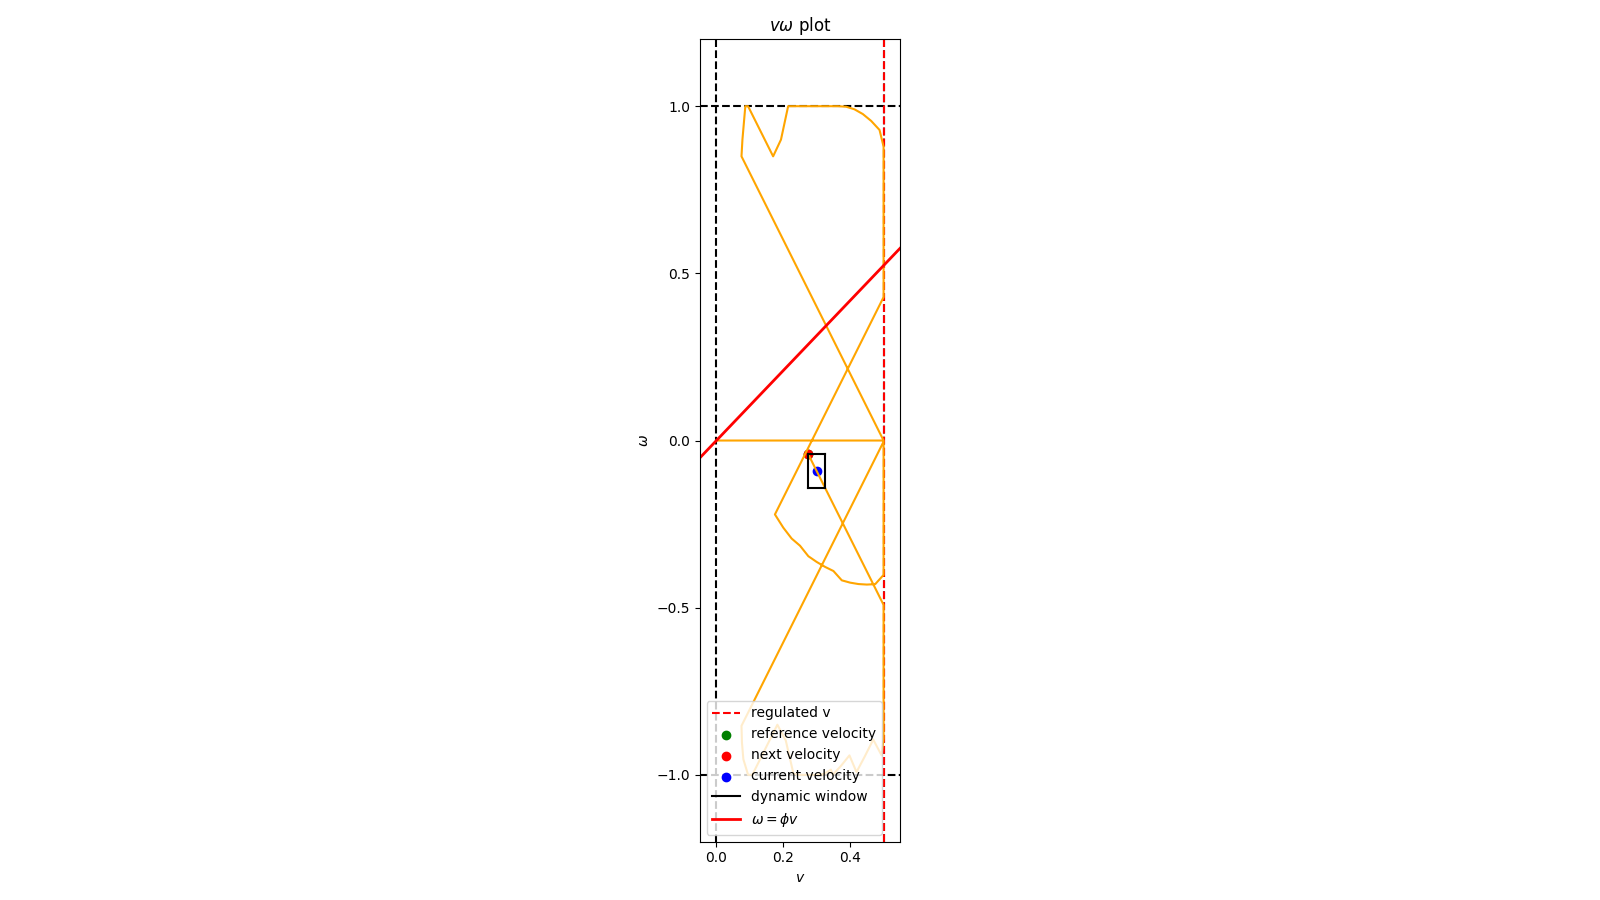 vω plot
1.0
0.5
0.0
−0.5
−1.0
ω
regulated v
reference velocity
next velocity
current velocity
dynamic window
ω = ϕv
0.0 0.2 0.4
v